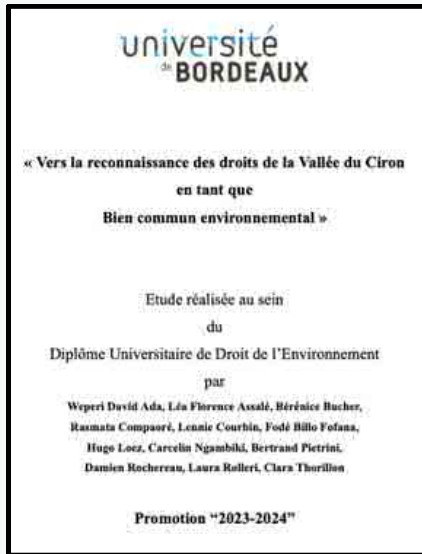 université
de BORDEAUX
« Vers la reconnaissance des droits de la Vallée du Ciron
en tant que
Bien commun environnemental »
Etude réalisée au sein
du
Diplôme Universitaire de Droit de l'Environnement
par
Weperi David Ada, Léa Florence Assalé, Bérénice Bucher,
Rasmata Compaoré, Lennie Courbin, Fodé Billo Fofana,
Hugo Loez, Carcelin Ngambiki, Bertrand Pietrini,
Damien Rochereau, Laura Rolleri, Clara Thorillon
Promotion "2023-2024"